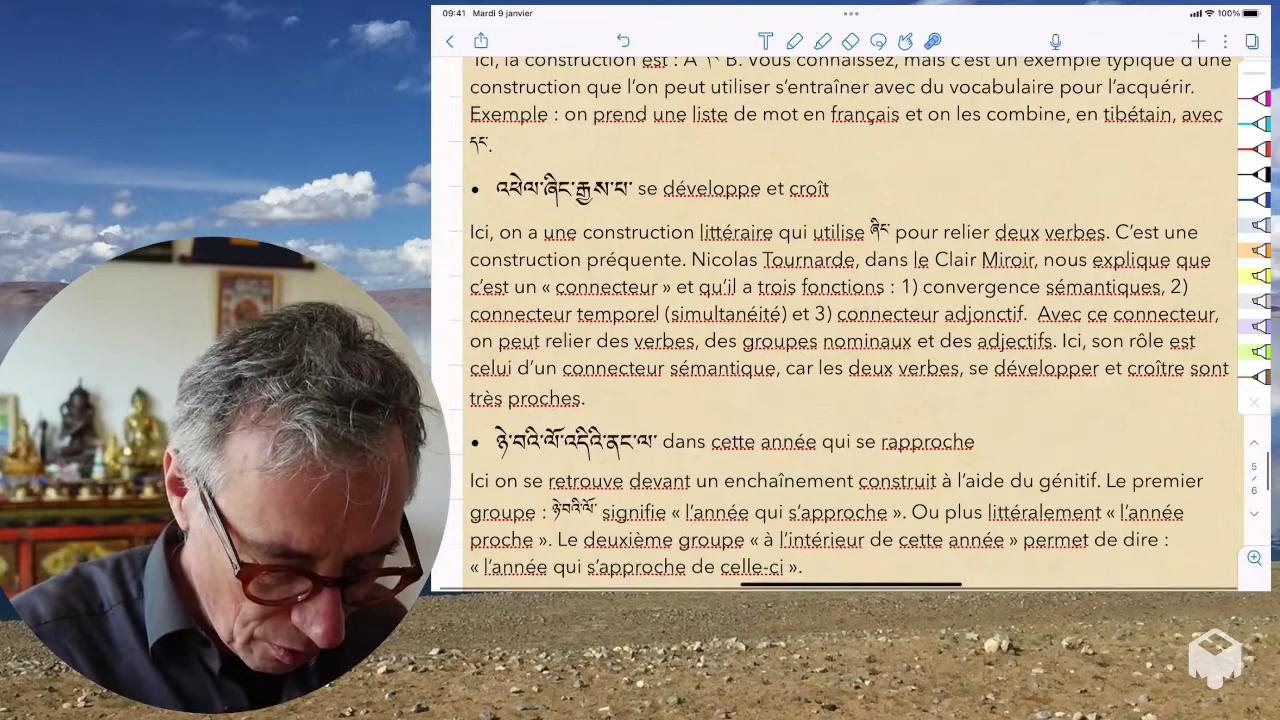 09:41 Mardi 9 janvier
100%
Ici, la construction est : A དང་ B. Vous connaissez, mais c'est un exemple typique d'une
construction que l'on peut utiliser s'entraîner avec du vocabulaire pour l'acquérir.
Exemple : on prend une liste de mot en français et on les combine, en tibétain, avec
དང་.
• འཕེལ་ཞིང་རྒྱས་པ་ se développe et croît
Ici, on a une construction littéraire qui utilise ཞིང་ pour relier deux verbes. C'est une
construction préquente. Nicolas Tournarde, dans le Clair Miroir, nous explique que
c'est un « connecteur » et qu'il a trois fonctions : 1) convergence sémantiques, 2)
connecteur temporel (simultanéité) et 3) connecteur adjonctif. Avec ce connecteur,
on peut relier des verbes, des groupes nominaux et des adjectifs. Ici, son rôle est
celui d'un connecteur sémantique, car les deux verbes, se développer et croître sont
très proches.
• ཉེ་བའི་ལོ་འདིའི་ནང་ལ་ dans cette année qui se rapproche
Ici on se retrouve devant un enchaînement construit à l'aide du génitif. Le premier
groupe : ཉེ་བའི་ལོ་ signifie « l'année qui s'approche ». Ou plus littéralement « l'année
proche ». Le deuxième groupe « à l'intérieur de cette année » permet de dire :
« l'année qui s'approche de celle-ci ».
5
/
6